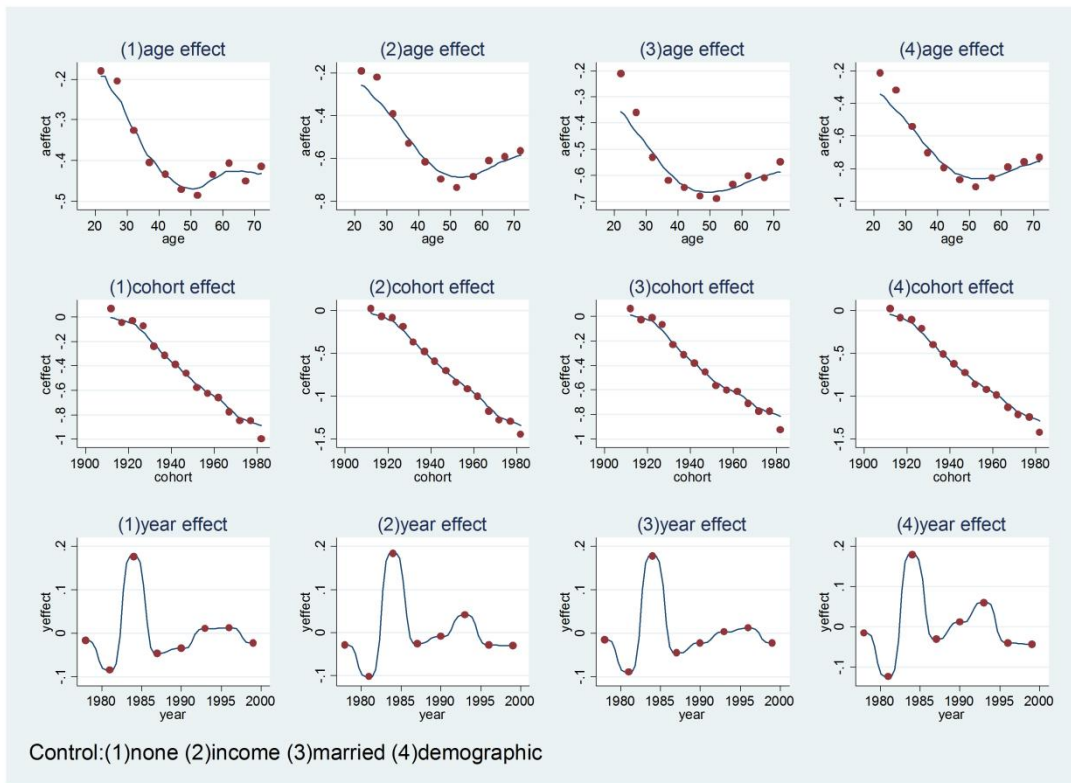 (1)age effect (2)age effect (3)age effect (4)age effect
aeffect
-.2
-.3
-.4
-.5
20 30 40 50 60 70
age
aeffect
-.2
-.4
-.6
-.8
20 30 40 50 60 70
age
aeffect
-.2
-.3
-.4
-.5
-.6
-.7
20 30 40 50 60 70
age
aeffect
-.2
-.4
-.6
-.8
-1
20 30 40 50 60 70
age
(1)cohort effect (2)cohort effect (3)cohort effect (4)cohort effect
ceffect
0
-.2
-.4
-.6
-.8
-1
1900 1920 1940 1960 1980
cohort
ceffect
0
-.5
-1
-1.5
1900 1920 1940 1960 1980
cohort
ceffect
0
-.2
-.4
-.6
-.8
-1
1900 1920 1940 1960 1980
cohort
ceffect
0
-.5
-1
-1.5
1900 1920 1940 1960 1980
cohort
(1)year effect (2)year effect (3)year effect (4)year effect
yeffect
.2
.1
0
-.1
1980 1985 1990 1995 2000
year
yeffect
.2
.1
0
-.1
1980 1985 1990 1995 2000
year
yeffect
.2
.1
0
-.1
1980 1985 1990 1995 2000
year
yeffect
.2
.1
0
-.1
1980 1985 1990 1995 2000
year
Control:(1)none (2)income (3)married (4)demographic